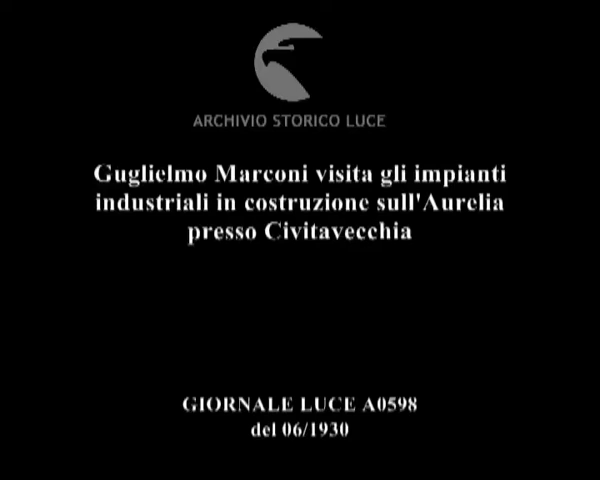 ARCHIVIO STORICO LUCE
Guglielmo Marconi visita gli impianti
industriali in costruzione sull'Aurelia
presso Civitavecchia
GIORNALE LUCE A0598
del 06/1930